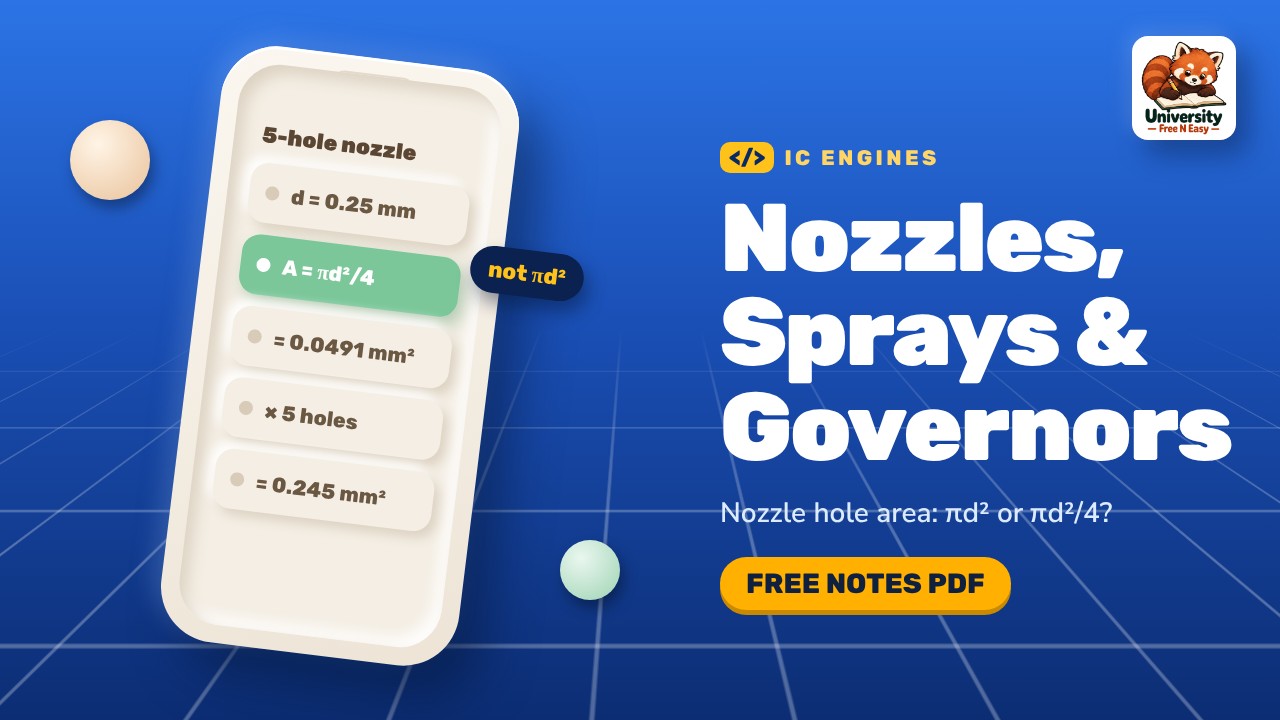 5-hole nozzle
d = 0.25 mm
A = πd²/4
not πd²
= 0.0491 mm²
× 5 holes
= 0.245 mm²
University
Free N Easy
</> IC ENGINES
Nozzles,
Sprays &
Governors
Nozzle hole area: πd² or πd²/4?
FREE NOTES PDF